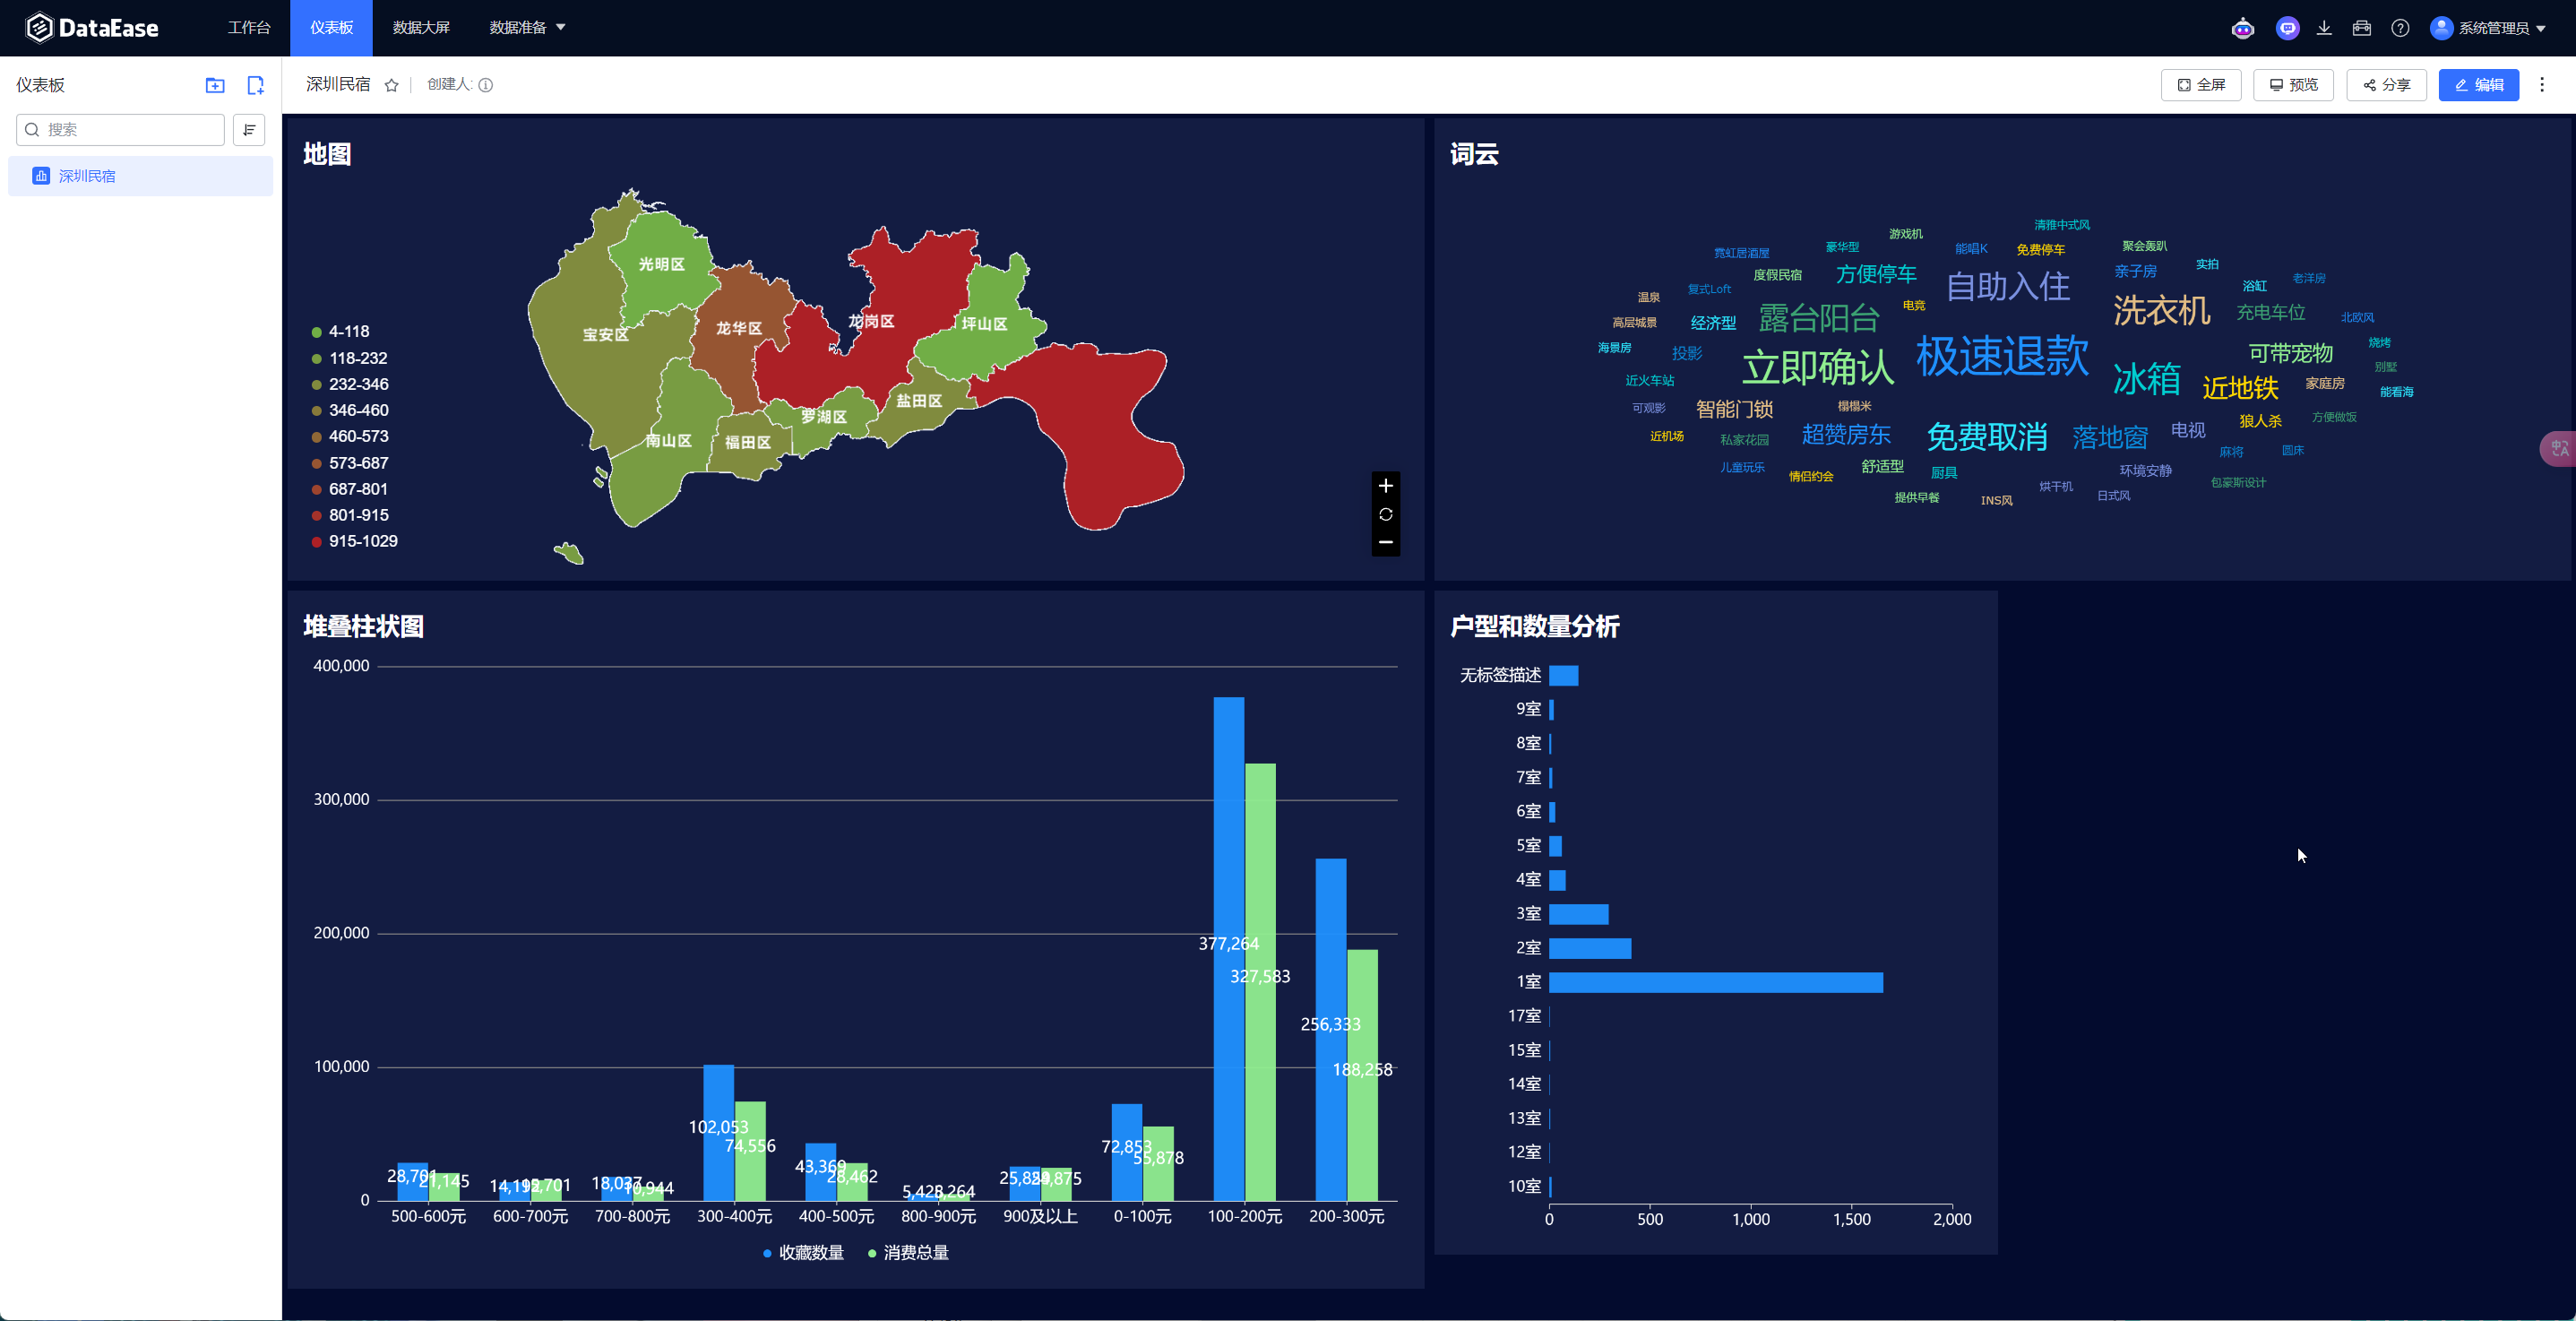 DataEase
工作台
仪表板
数据大屏
数据准备
系统管理员
仪表板
搜索
深圳民宿
深圳民宿
创建人:
全屏
预览
分享
编辑
地图
光明区
宝安区
龙华区
龙岗区
坪山区
南山区
福田区
罗湖区
盐田区
4-118
118-232
232-346
346-460
460-573
573-687
687-801
801-915
915-1029
词云
清雅中式风
游戏机
霓虹居酒屋
豪华型
能唱K
免费停车
聚会轰趴
度假民宿
方便停车
自助入住
亲子房
实拍
浴缸
老洋房
温泉
复式Loft
电竞
洗衣机
充电车位
北欧风
高层城景
经济型
露台阳台
海景房
投影
立即确认
极速退款
可带宠物
烧烤
近火车站
冰箱
近地铁
家庭房
别墅
能看海
可观影
智能门锁
榻榻米
狼人杀
方便做饭
近机场
私家花园
超赞房东
免费取消
落地窗
电视
麻将
圆床
儿童玩乐
情侣约会
舒适型
厨具
环境安静
包豪斯设计
提供早餐
INS风
烘干机
日式风
堆叠柱状图
400,000
300,000
200,000
100,000
0
377,264
327,583
256,333
188,258
102,053
74,556
43,369
28,462
72,853
55,878
28,701
21,145
18,037
10,944
500-600元
600-700元
700-800元
300-400元
400-500元
800-900元
900及以上
0-100元
100-200元
200-300元
收藏数量
消费总量
户型和数量分析
无标签描述
9室
8室
7室
6室
5室
4室
3室
2室
1室
17室
15室
14室
13室
12室
10室
0
500
1,000
1,500
2,000